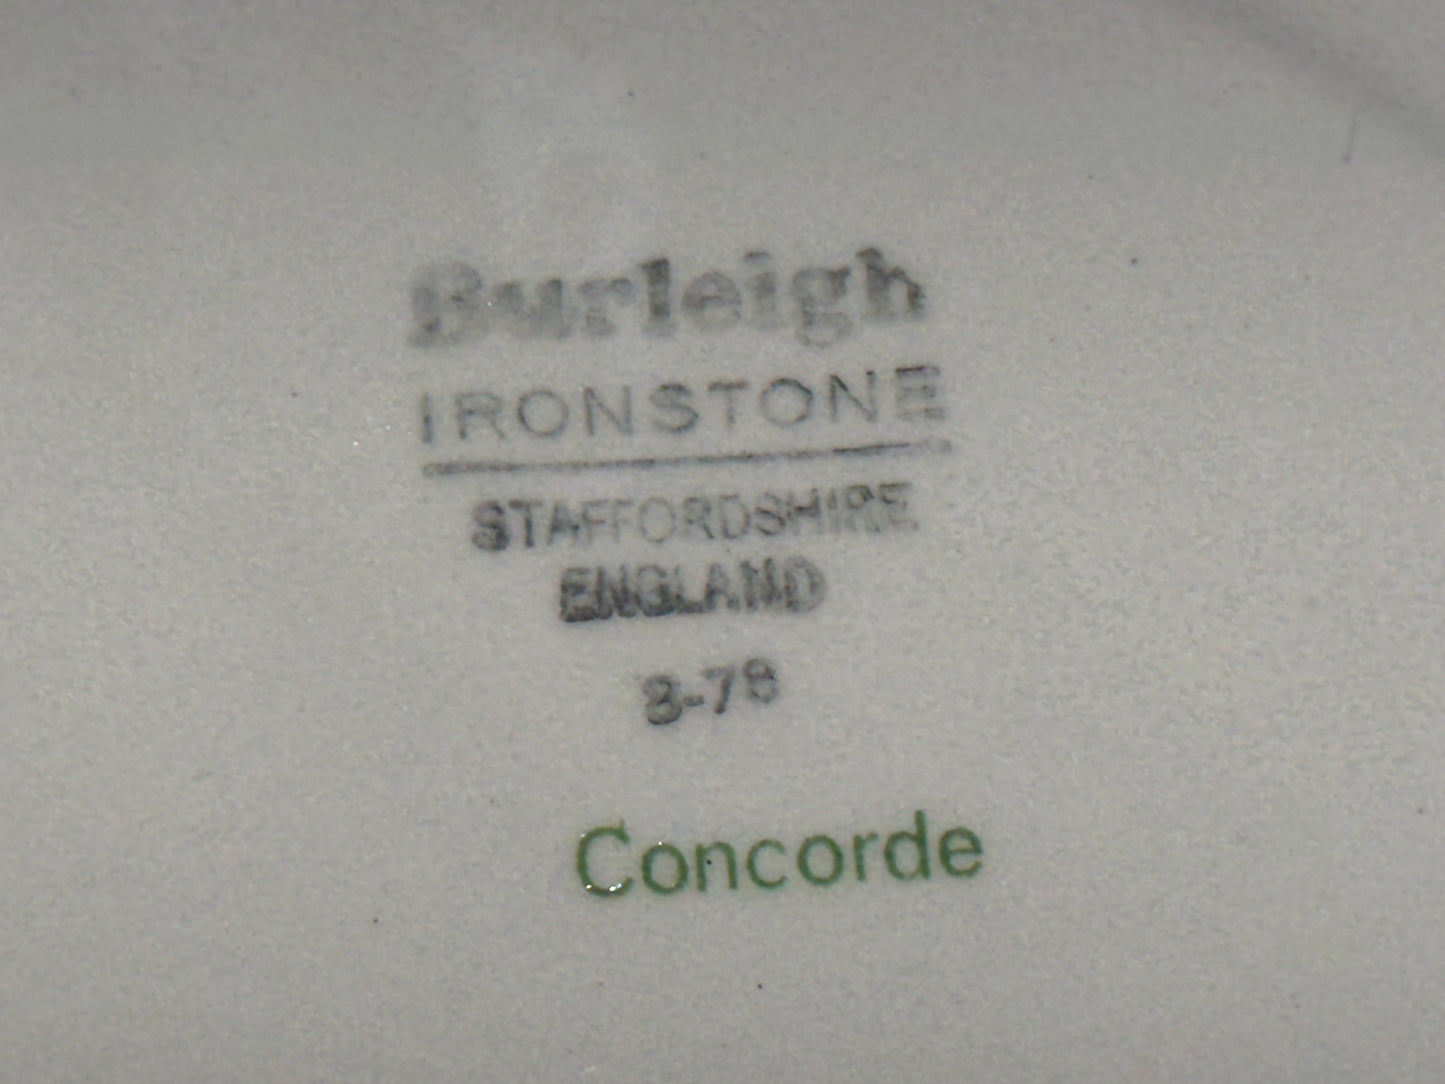 Burleigh
IRONSTONE
STAFFORDSHIRE
ENGLAND
8-78
Concorde